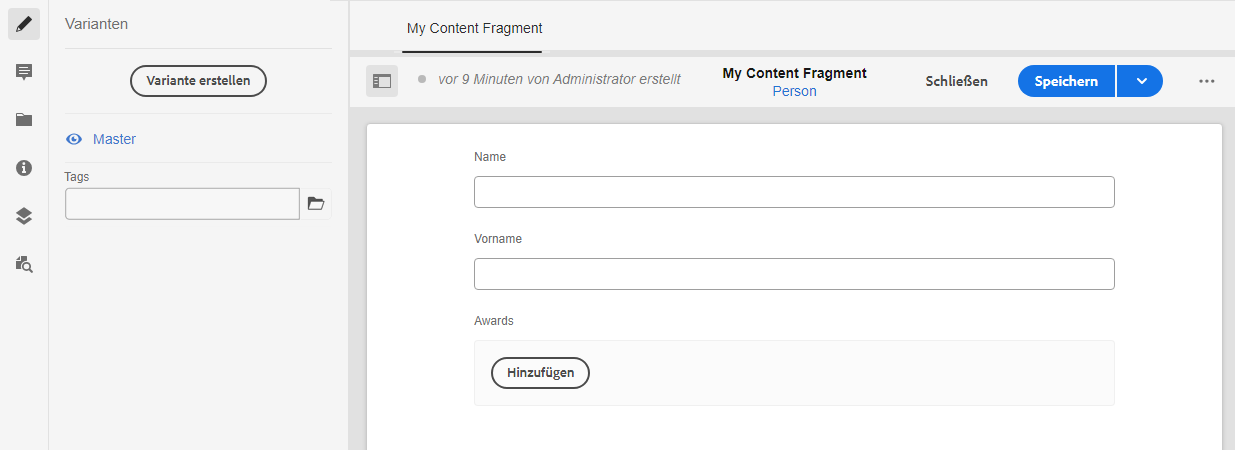 Varianten
Variante erstellen
Master
Tags
My Content Fragment
vor 9 Minuten von Administrator erstellt
My Content Fragment
Person
Schließen
Speichern
Name
Vorname
Awards
Hinzufügen